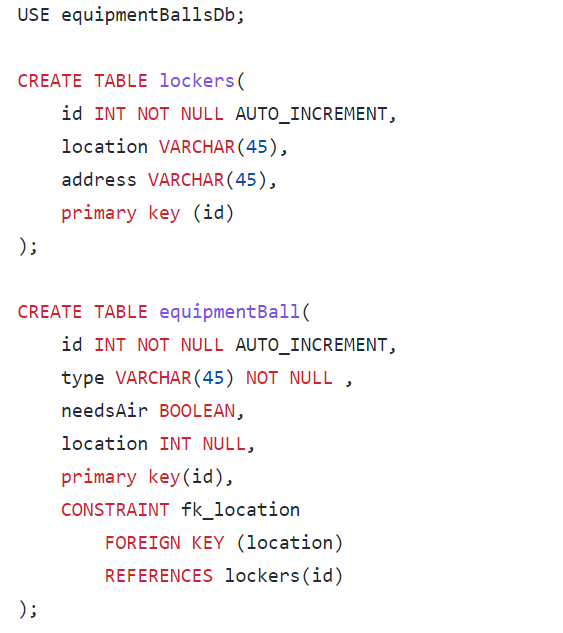 USE equipmentBallsDb;
CREATE TABLE lockers(
id INT NOT NULL AUTO_INCREMENT,
location VARCHAR(45),
address VARCHAR(45),
primary key (id)
);
CREATE TABLE equipmentBall(
id INT NOT NULL AUTO_INCREMENT,
type VARCHAR(45) NOT NULL ,
needsAir BOOLEAN,
location INT NULL,
primary key(id),
CONSTRAINT fk_location
FOREIGN KEY (location)
REFERENCES lockers(id)
);